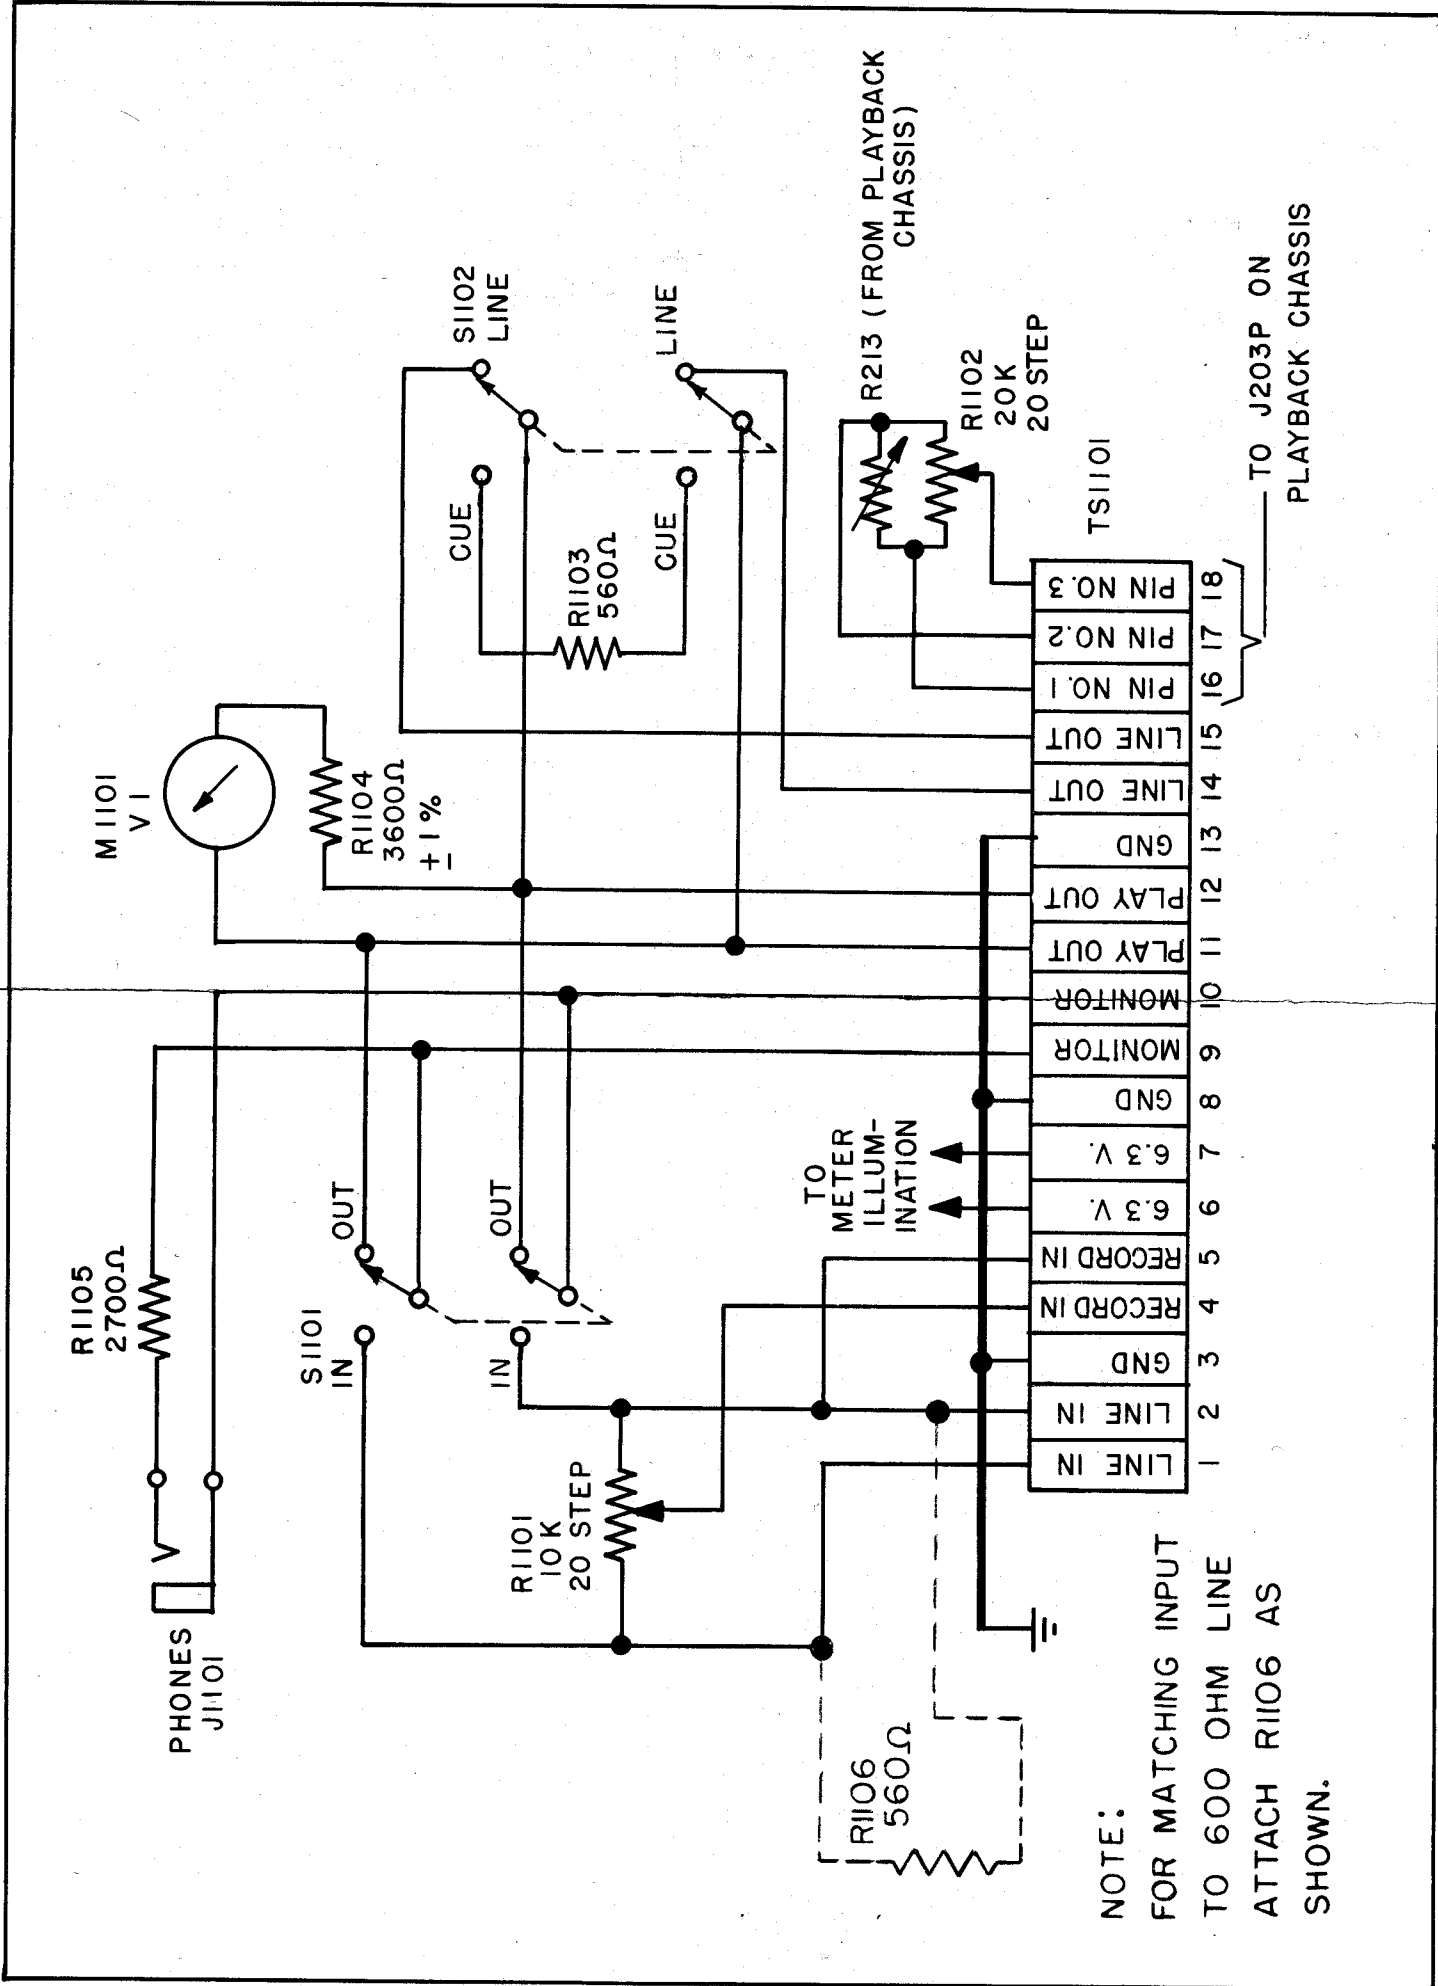 PHONES
J1101
R1105
2700Ω
M1101
VI
S1101
IN
OUT
IN
OUT
R1104
3600Ω
±1%
S1102
LINE
CUE
R1103
560Ω
CUE
LINE
R1101
10K
20 STEP
R1106
560Ω
TO
METER
ILLUM-
INATION
R213 (FROM PLAYBACK
CHASSIS)
R1102
20K
20 STEP
TS1101
LINE IN
LINE IN
GND
RECORD IN
RECORD IN
6.3 V.
6.3 V.
GND
MONITOR
MONITOR
PLAY OUT
PLAY OUT
GND
LINE OUT
LINE OUT
PIN NO.1
PIN NO.2
PIN NO.3
1 2 3 4 5 6 7 8 9 10 11 12 13 14 15 16 17 18
TO J203P ON
PLAYBACK CHASSIS
NOTE:
FOR MATCHING INPUT
TO 600 OHM LINE
ATTACH R1106 AS
SHOWN.